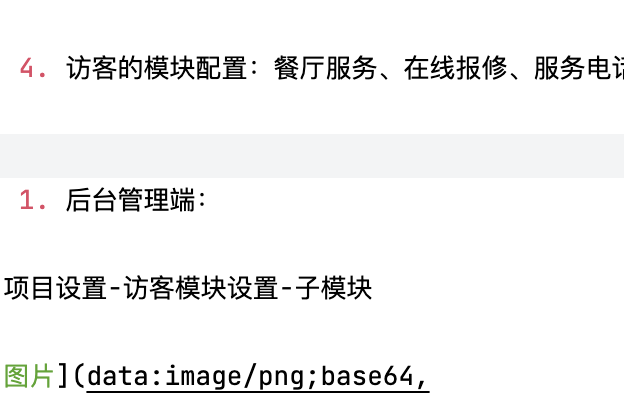 4. 访客的模块配置：餐厅服务、在线报修、服务电话
1. 后台管理端：
项目设置-访客模块设置-子模块
图片](data:image/png;base64,